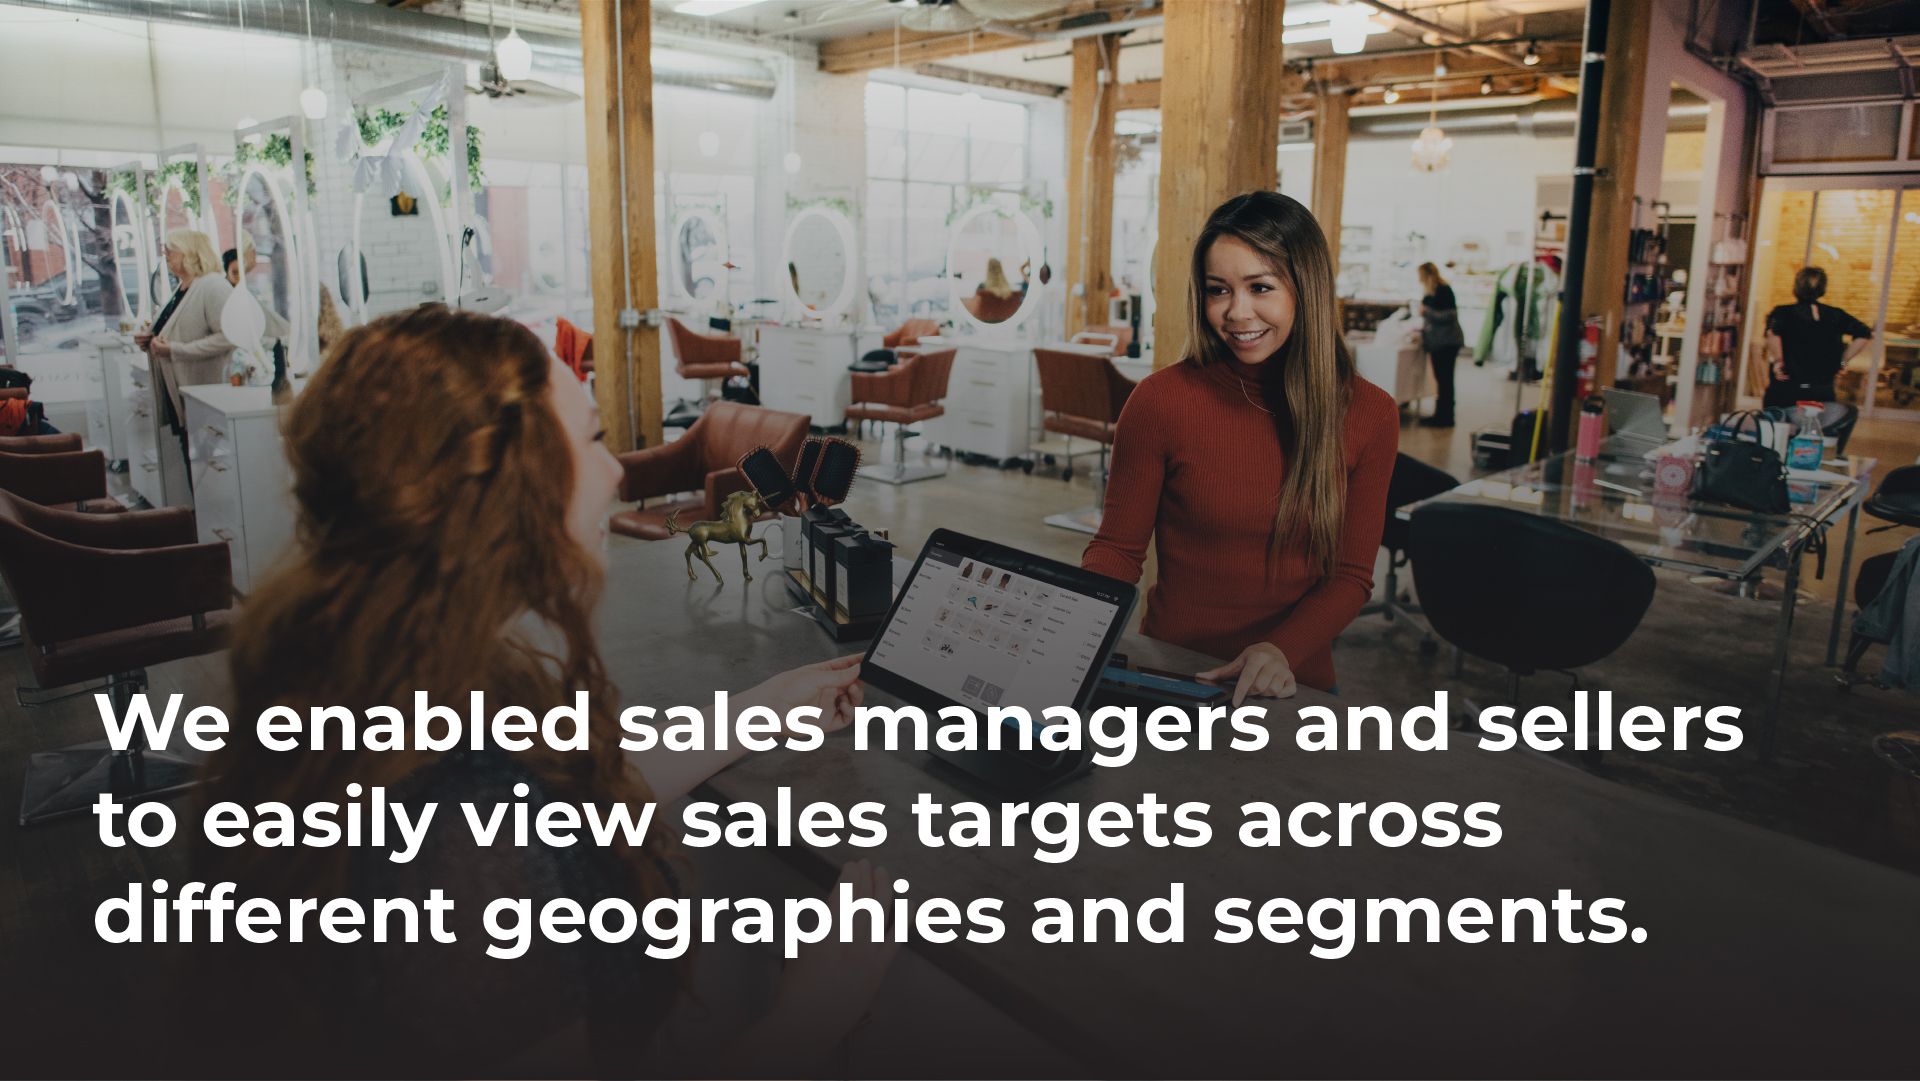 We enabled sales managers and sellers
to easily view sales targets across
different geographies and segments.